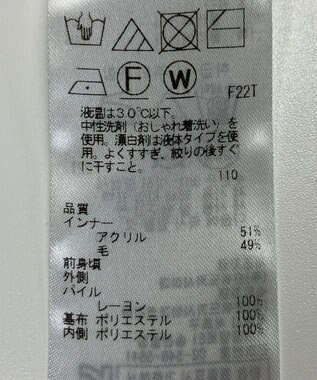 F
W
F22T
液温は30℃以下。
中性洗剤(おしゃれ着洗い)を
使用。漂白剤は液体タイプを使
用。よくすすぎ、絞りの後すぐ
に干すこと。
110
品質
インナー
アクリル 51%
毛 49%
前身頃
外側
パイル
レーヨン 100%
基布 ポリエステル 100%
内側 ポリエステル 100%